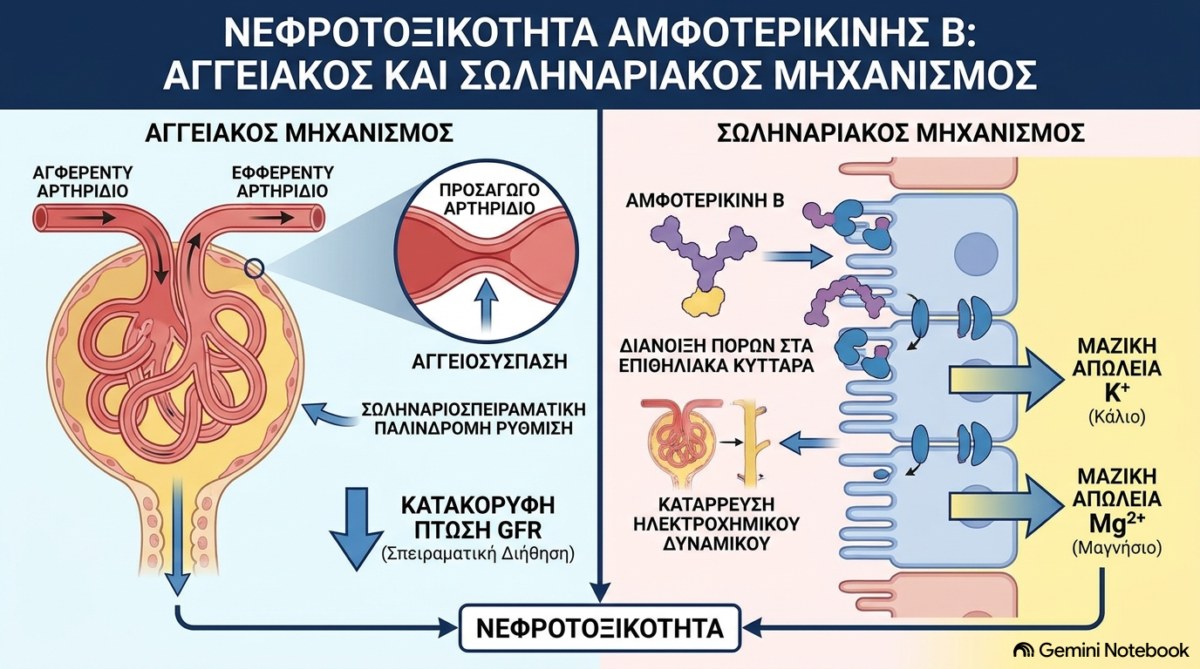 ΝΕΦΡΟΤΟΞΙΚΟΤΗΤΑ ΑΜΦΟΤΕΡΙΚΙΝΗΣ Β:
ΑΓΓΕΙΑΚΟΣ ΚΑΙ ΣΩΛΗΝΑΡΙΑΚΟΣ ΜΗΧΑΝΙΣΜΟΣ
ΑΓΓΕΙΑΚΟΣ ΜΗΧΑΝΙΣΜΟΣ
ΑΓΦΕΡΕΝΤΥ
ΑΡΤΗΡΙΔΙΟ
ΕΦΦΕΡΕΝΤΥ
ΑΡΤΗΡΙΔΙΟ
ΠΡΟΣΑΓΩΓΟ
ΑΡΤΗΡΙΔΙΟ
ΑΓΓΕΙΟΣΥΣΠΑΣΗ
ΣΩΛΗΝΑΡΙΟΣΠΕΙΡΑΜΑΤΙΚΗ
ΠΑΛΙΝΔΡΟΜΗ ΡΥΘΜΙΣΗ
ΚΑΤΑΚΟΡΥΦΗ
ΠΤΩΣΗ GFR
(Σπειραματική Διήθηση)
ΣΩΛΗΝΑΡΙΑΚΟΣ ΜΗΧΑΝΙΣΜΟΣ
ΑΜΦΟΤΕΡΙΚΙΝΗ Β
ΔΙΑΝΟΙΞΗ ΠΟΡΩΝ ΣΤΑ
ΕΠΙΘΗΛΙΑΚΑ ΚΥΤΤΑΡΑ
ΚΑΤΑΡΡΕΥΣΗ
ΗΛΕΚΤΡΟΧΗΜΙΚΟΥ
ΔΥΝΑΜΙΚΟΥ
ΜΑΖΙΚΗ
ΑΠΩΛΕΙΑ
K⁺
(Κάλιο)
ΜΑΖΙΚΗ
ΑΠΩΛΕΙΑ
Mg²⁺
(Μαγνήσιο)
ΝΕΦΡΟΤΟΞΙΚΟΤΗΤΑ
Gemini Notebook